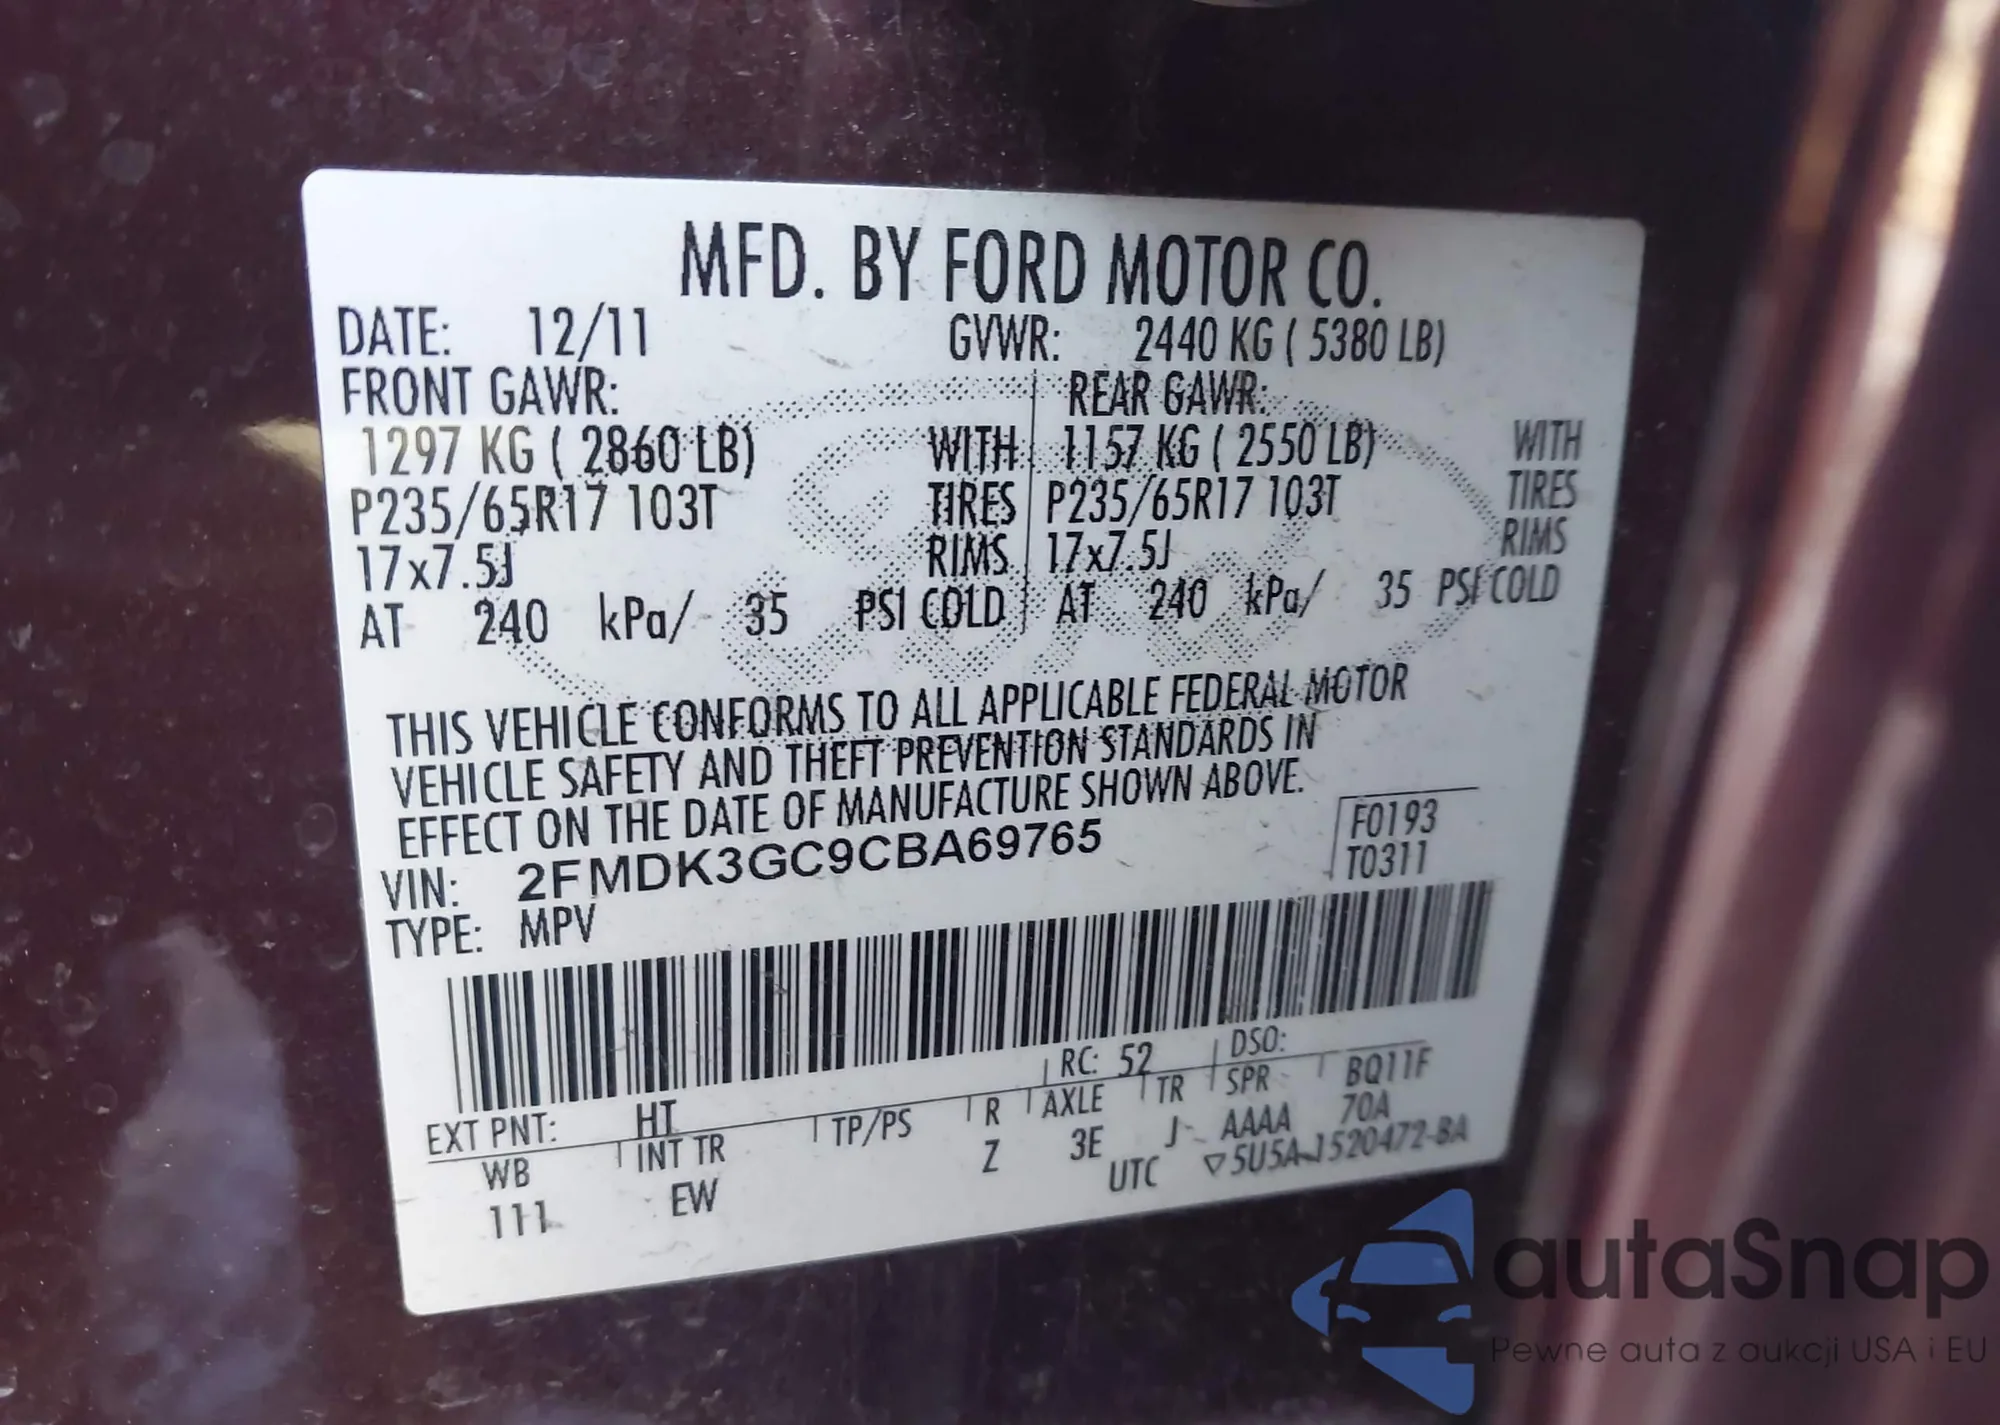 MFD. BY FORD MOTOR CO.
DATE: 12/11 GVWR: 2440 KG ( 5380 LB)
FRONT GAWR: REAR GAWR:
1297 KG ( 2860 LB) WITH 1157 KG ( 2550 LB) WITH
P235/65R17 103T TIRES P235/65R17 103T TIRES
17x7.5J RIMS 17x7.5J RIMS
AT 240 kPa/ 35 PSI COLD AT 240 kPa/ 35 PSI COLD
THIS VEHICLE CONFORMS TO ALL APPLICABLE FEDERAL MOTOR
VEHICLE SAFETY AND THEFT PREVENTION STANDARDS IN
EFFECT ON THE DATE OF MANUFACTURE SHOWN ABOVE.
VIN: 2FMDK3GC9CBA69765 F0193
TYPE: MPV T0311
EXT PNT: HT RC: 52 DSO:
WB INT TR TP/PS R AXLE TR SPR BQ11F
111 EW Z 3E J AAAA 70A
UTC ▽5U5A-1520472-BA
autaSnap
Pewne auta z aukcji USA i EU